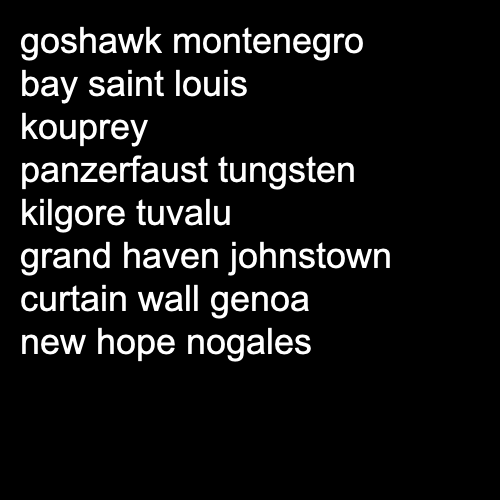 goshawk montenegro
bay saint louis
kouprey
panzerfaust tungsten
kilgore tuvalu
grand haven johnstown
curtain wall genoa
new hope nogales